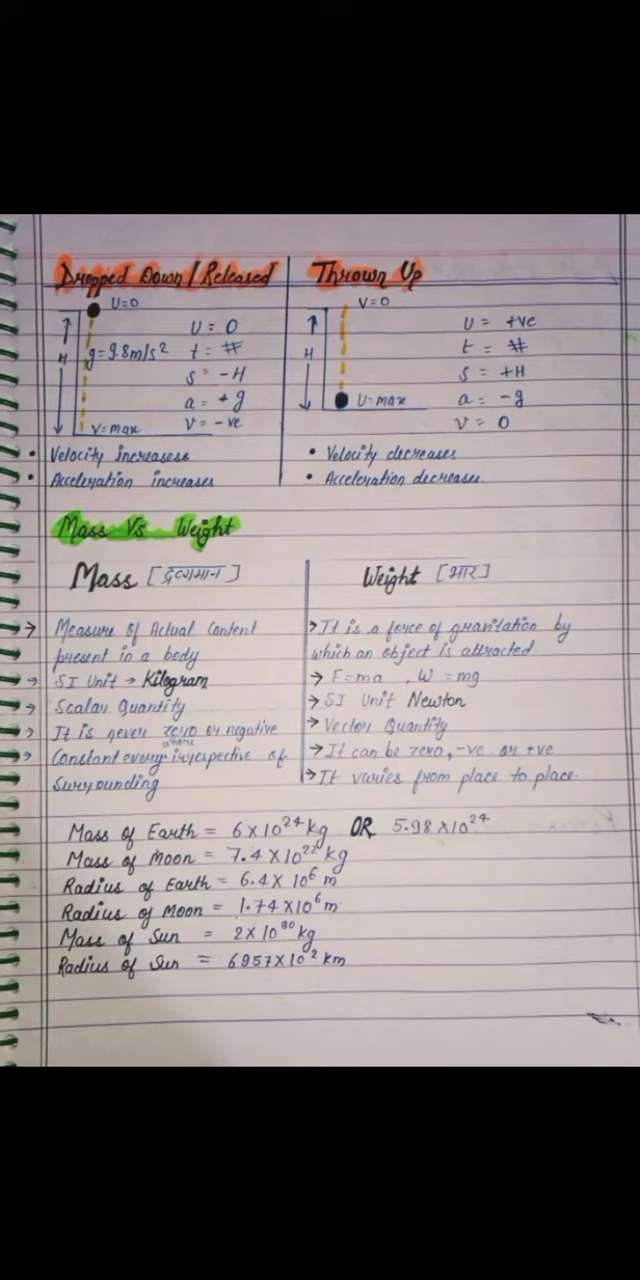 Dropped Down / Released
U=0
H
g=9.8m/s²
U = 0
t = #
s = -H
a = +g
V = -ve
V=max
• Velocity increases
• Acceleration increases
Thrown Up
V=0
H
U=max
U = +ve
t = #
s = +H
a = -g
V = 0
• Velocity decreases
• Acceleration decreases
Mass Vs Weight
Mass [द्रव्यमान]
→ Measure of Actual Content
present in a body
→ SI Unit → Kilogram
→ Scalar Quantity
→ It is never zero or negative
→ Constant everywhere irrespective of
Surrounding
Weight [भार]
→ It is a force of gravitation by
which an object is attracted
→ F=ma , W=mg
→ SI Unit Newton
→ Vector Quantity
→ It can be zero, -ve or +ve
→ It varies from place to place.
Mass of Earth = 6×10²⁴ kg OR 5.98×10²⁴
Mass of Moon = 7.4×10²² kg
Radius of Earth = 6.4×10⁶ m
Radius of Moon = 1.74×10⁶ m
Mass of Sun = 2×10³⁰ kg
Radius of Sun = 6957×10² km